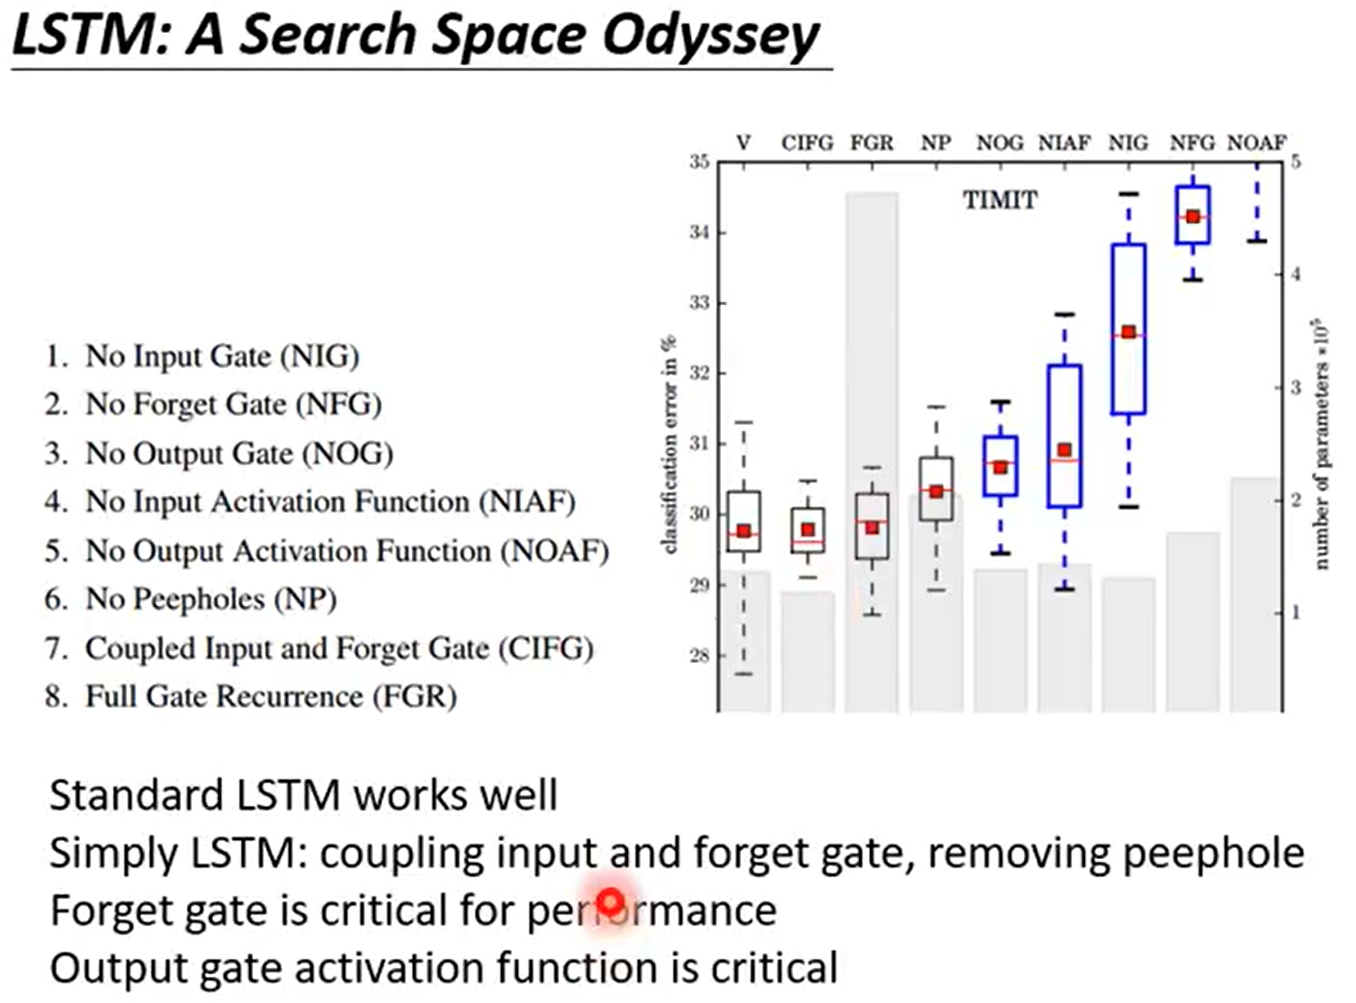 LSTM: A Search Space Odyssey
V CIFG FGR NP NOG NIAF NIG NFG NOAF
TIMIT
35
34
33
32
31
30
29
28
classification error in %
5
4
3
2
1
number of parameters *10^5
1. No Input Gate (NIG)
2. No Forget Gate (NFG)
3. No Output Gate (NOG)
4. No Input Activation Function (NIAF)
5. No Output Activation Function (NOAF)
6. No Peepholes (NP)
7. Coupled Input and Forget Gate (CIFG)
8. Full Gate Recurrence (FGR)
Standard LSTM works well
Simply LSTM: coupling input and forget gate, removing peephole
Forget gate is critical for performance
Output gate activation function is critical